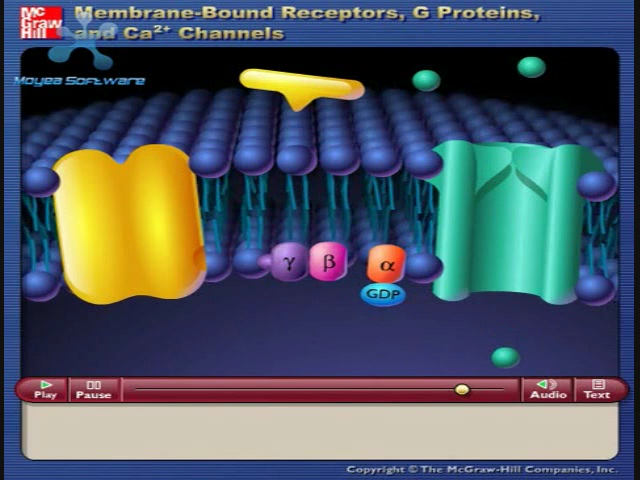 Mc
Graw
Hill
Membrane-Bound Receptors, G Proteins,
and Ca²⁺ Channels
Moyea Software
γ β α
GDP
Play Pause Audio Text
Copyright © The McGraw-Hill Companies, Inc.